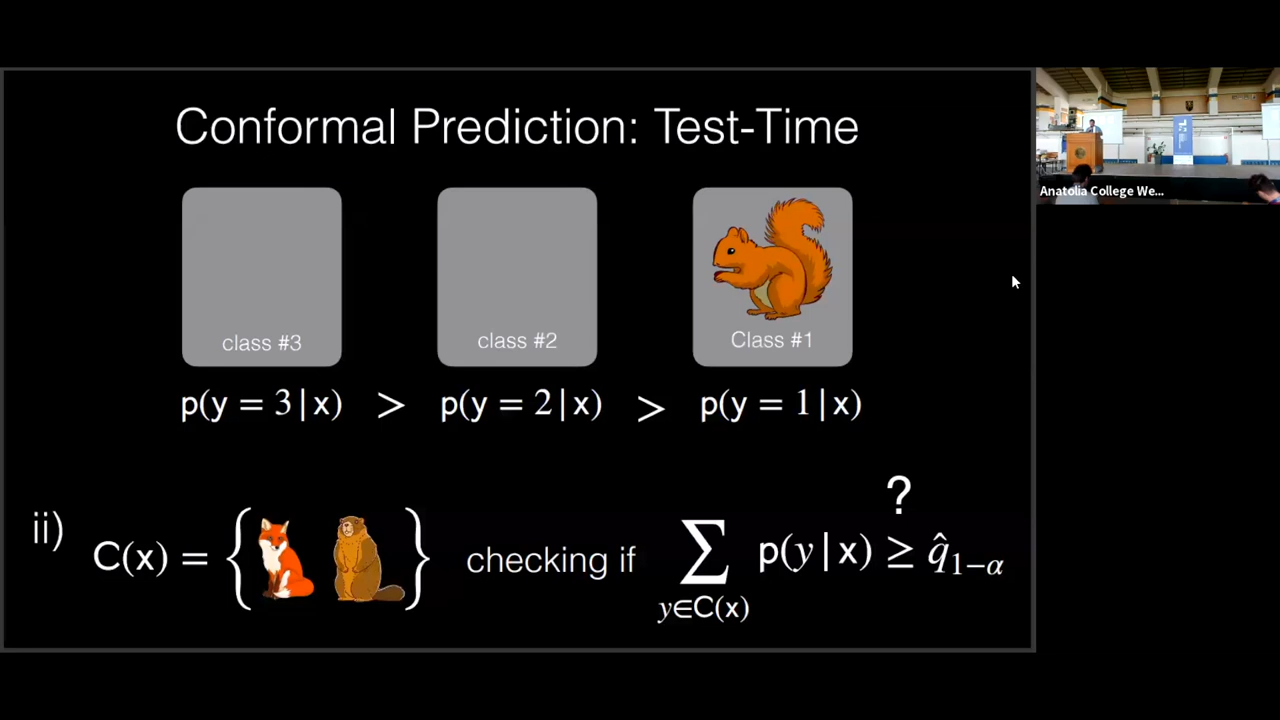 Conformal Prediction: Test-Time
class #3
class #2
Class #1
p(y = 3|x) > p(y = 2|x) > p(y = 1|x)
?
ii) C(x) = { } checking if ∑ p(y|x) ≥ q̂1−α
y∈C(x)
Anatolia College We...